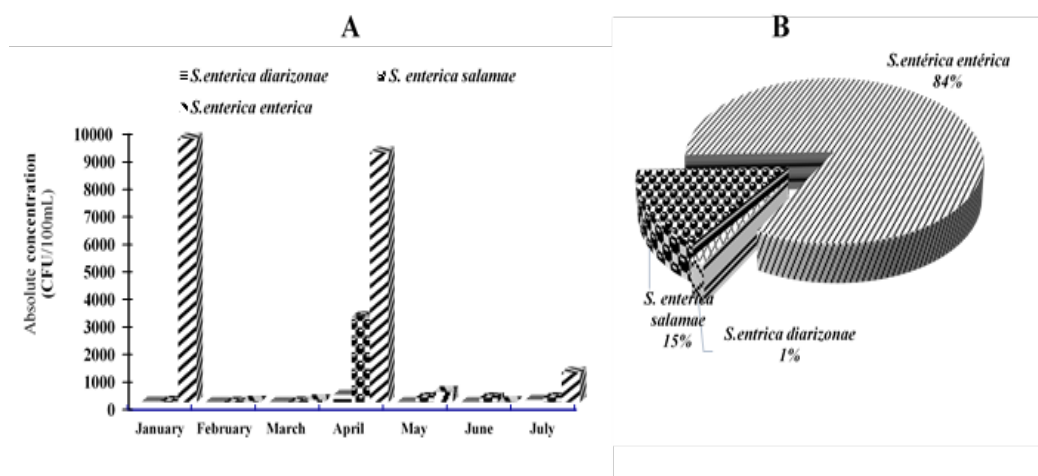 A
S.enterica diarizonae
S. enterica salamae
S.enterica enterica
Absolute concentration
(CFU/100mL)
10000
9000
8000
7000
6000
5000
4000
3000
2000
1000
0
January
February
March
April
May
June
July
B
S.entérica entérica
84%
S. enterica
salamae
15%
S.entrica diarizonae
1%